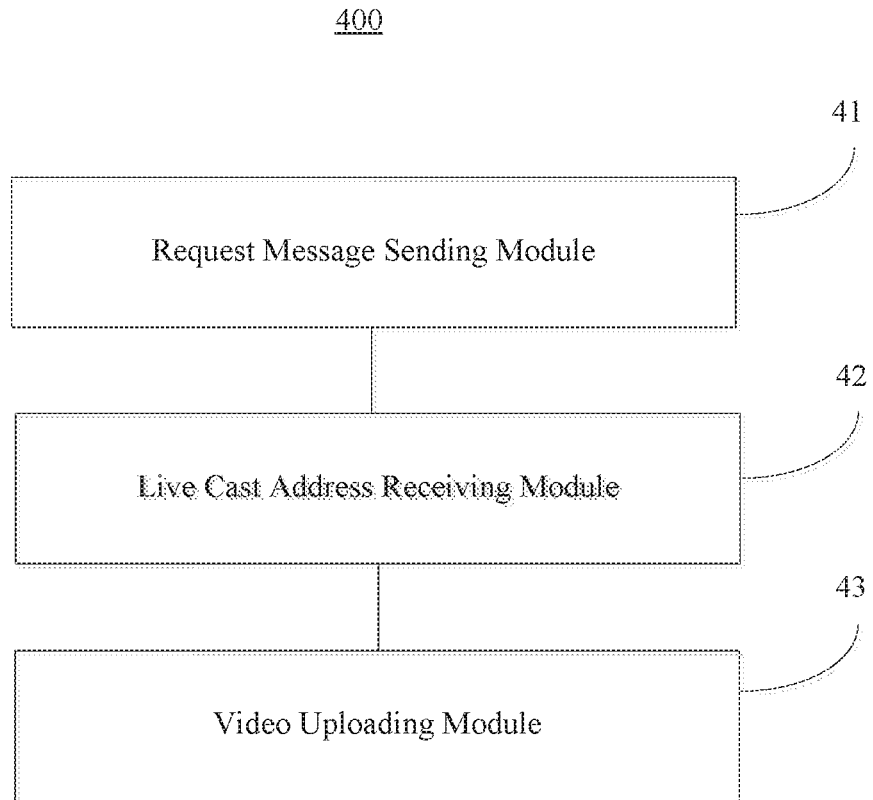 400
41
Request Message Sending Module
42
Live Cast Address Receiving Module
43
Video Uploading Module